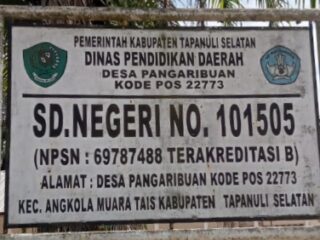 PEMERINTAH KABUPATEN TAPANULI SELATAN
DINAS PENDIDIKAN DAERAH
DESA PANGARIBUAN
KODE POS 22773
SD.NEGERI NO. 101505
(NPSN : 69787488 TERAKREDITASI B)
ALAMAT : DESA PANGARIBUAN KODE POS 22773
KEC. ANGKOLA MUARA TAIS KABUPATEN TAPANULI SELATAN